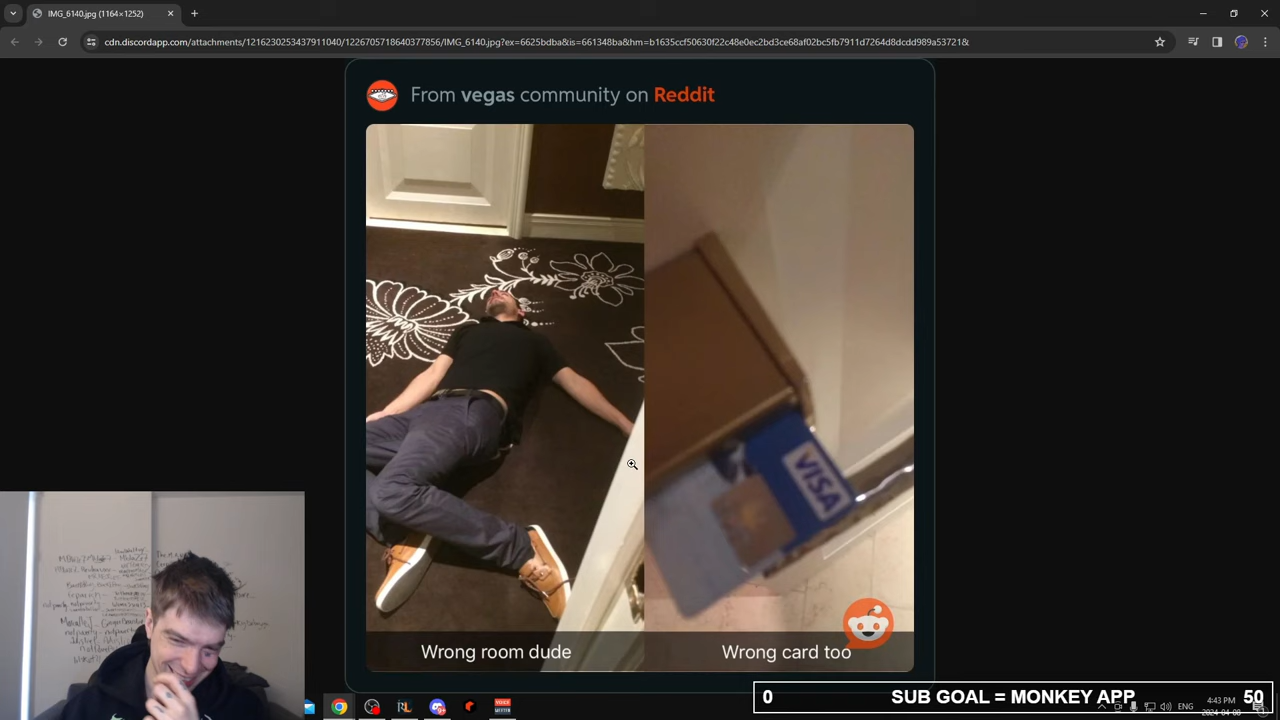 IMG_6140.jpg (1164×1252)
cdn.discordapp.com/attachments/1216230253437911040/1226705718640377856/IMG_6140.jpg?ex=6625bdba&is=661348ba&hm=b1635ccf50630f22c48e0ec2bd3ce68af02bc5fb7911d7264d8dcdd989a53721&
From vegas community on Reddit
VISA
Wrong room dude
Wrong card too
0 SUB GOAL = MONKEY APP 50
ENG
4:43 PM